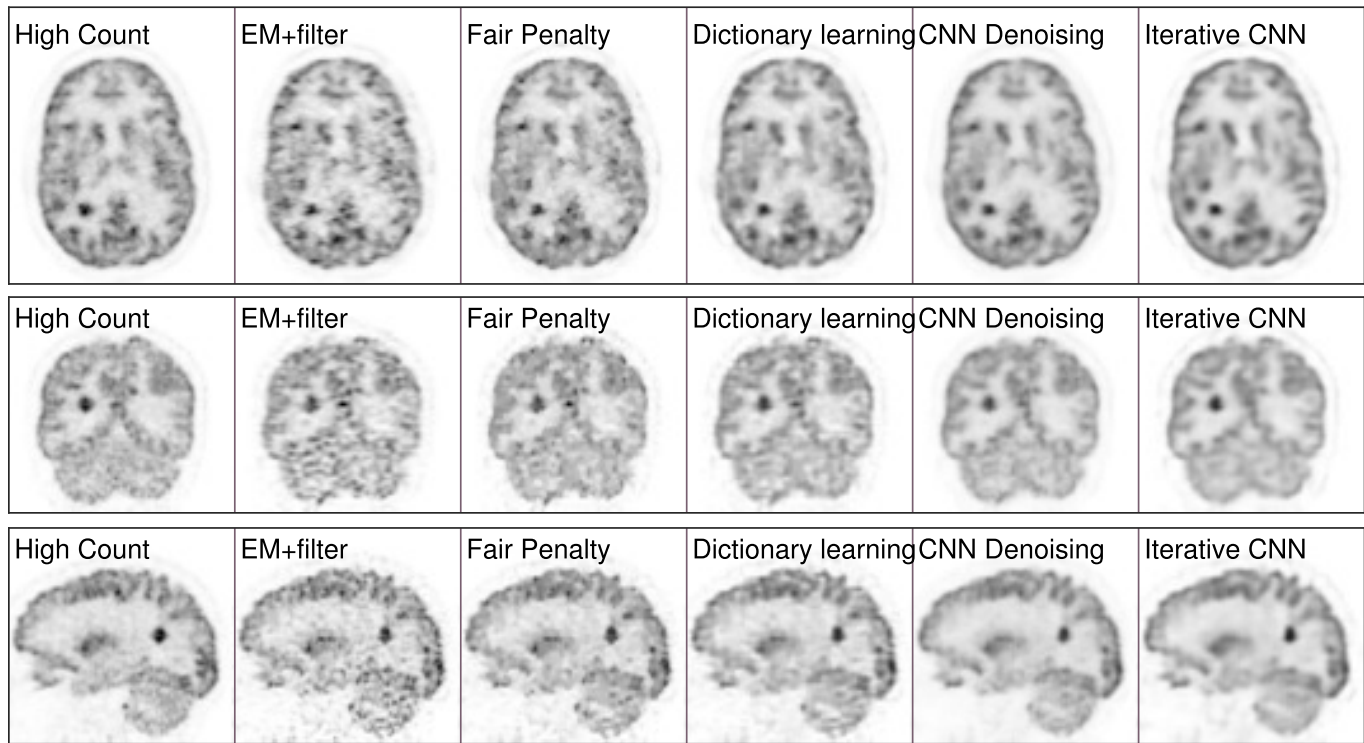 High Count
EM+filter
Fair Penalty
Dictionary learning
CNN Denoising
Iterative CNN
High Count
EM+filter
Fair Penalty
Dictionary learning
CNN Denoising
Iterative CNN
High Count
EM+filter
Fair Penalty
Dictionary learning
CNN Denoising
Iterative CNN